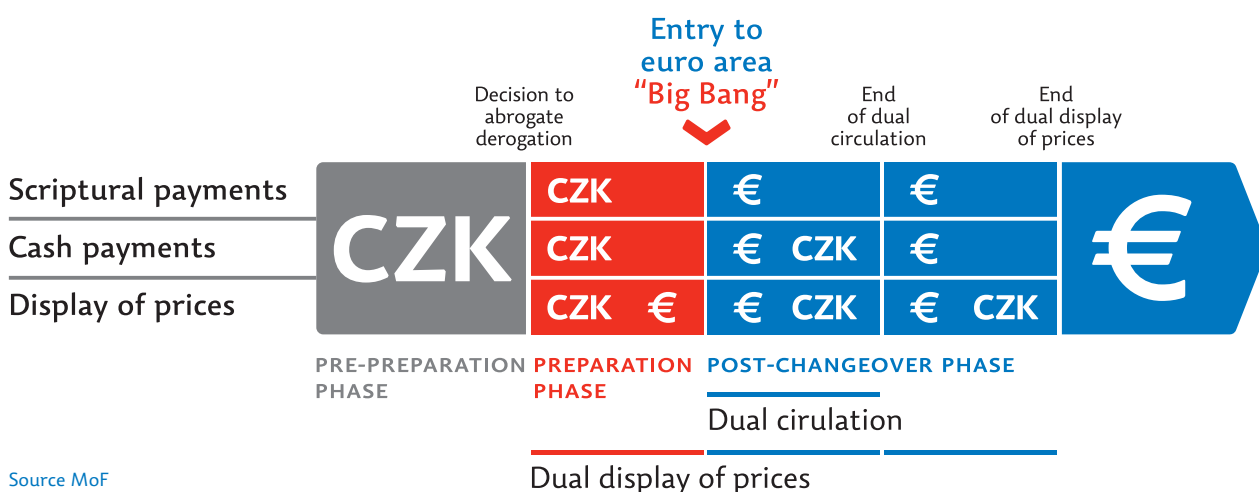 Entry to
euro area
“Big Bang”
Decision to
abrogate
derogation
End
of dual
circulation
End
of dual display
of prices
Scriptural payments
Cash payments
Display of prices
CZK
CZK
€
€
CZK
€ CZK
€
CZK €
€ CZK
€ CZK
€
PRE-PREPARATION
PHASE
PREPARATION
PHASE
POST-CHANGEOVER PHASE
Dual cirulation
Dual display of prices
Source MoF